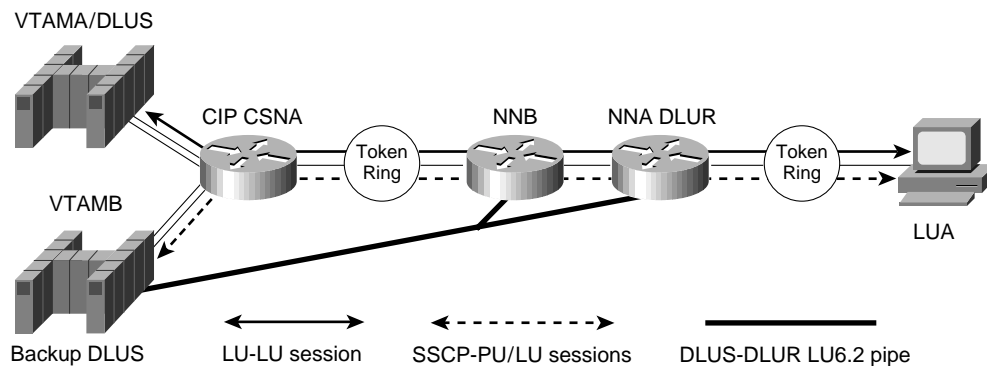 VTAMA/DLUS
CIP CSNA
NNB
NNA DLUR
Token
Ring
Token
Ring
VTAMB
LUA
Backup DLUS
LU-LU session
SSCP-PU/LU sessions
DLUS-DLUR LU6.2 pipe